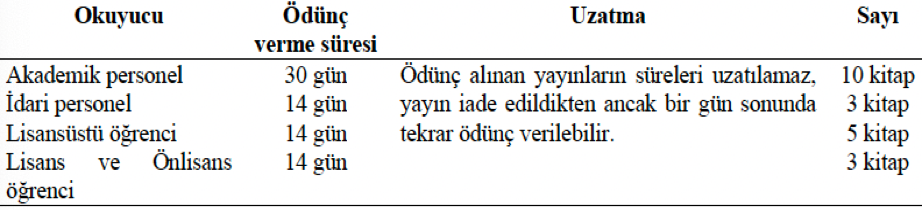 Okuyucu Ödünç Uzatma Sayı
verme süresi
Akademik personel 30 gün Ödünç alınan yayınların süreleri uzatılamaz, 10 kitap
İdari personel 14 gün yayın iade edildikten ancak bir gün sonunda 3 kitap
Lisansüstü öğrenci 14 gün tekrar ödünç verilebilir. 5 kitap
Lisans ve Önlisans 14 gün 3 kitap
öğrenci